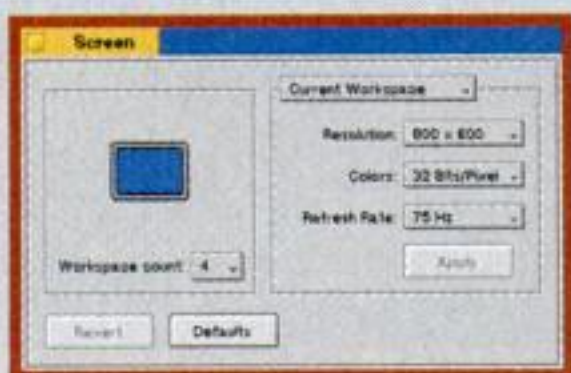 Screen
Workspace count: 4
Current Workspace
Resolution: 800 x 600
Colors: 32 Bits/Pixel
Refresh Rate: 75 Hz
Apply
Revert
Defaults